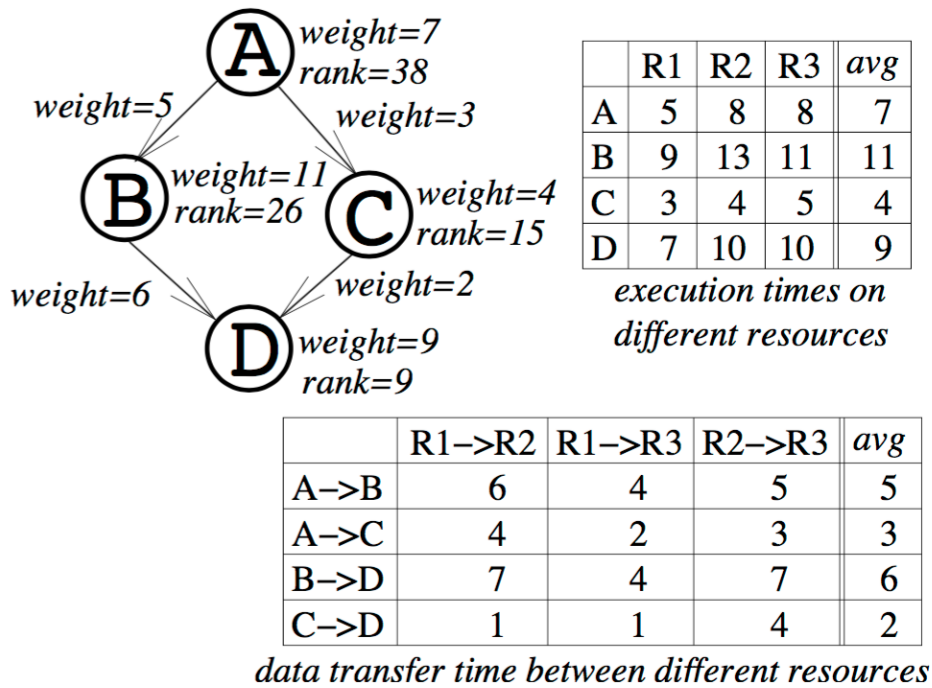 A
weight=7
rank=38
weight=5
weight=3
B
weight=11
rank=26
C
weight=4
rank=15
weight=6
weight=2
D
weight=9
rank=9
R1 R2 R3 avg
A 5 8 8 7
B 9 13 11 11
C 3 4 5 4
D 7 10 10 9
execution times on
different resources
R1->R2 R1->R3 R2->R3 avg
A->B 6 4 5 5
A->C 4 2 3 3
B->D 7 4 7 6
C->D 1 1 4 2
data transfer time between different resources